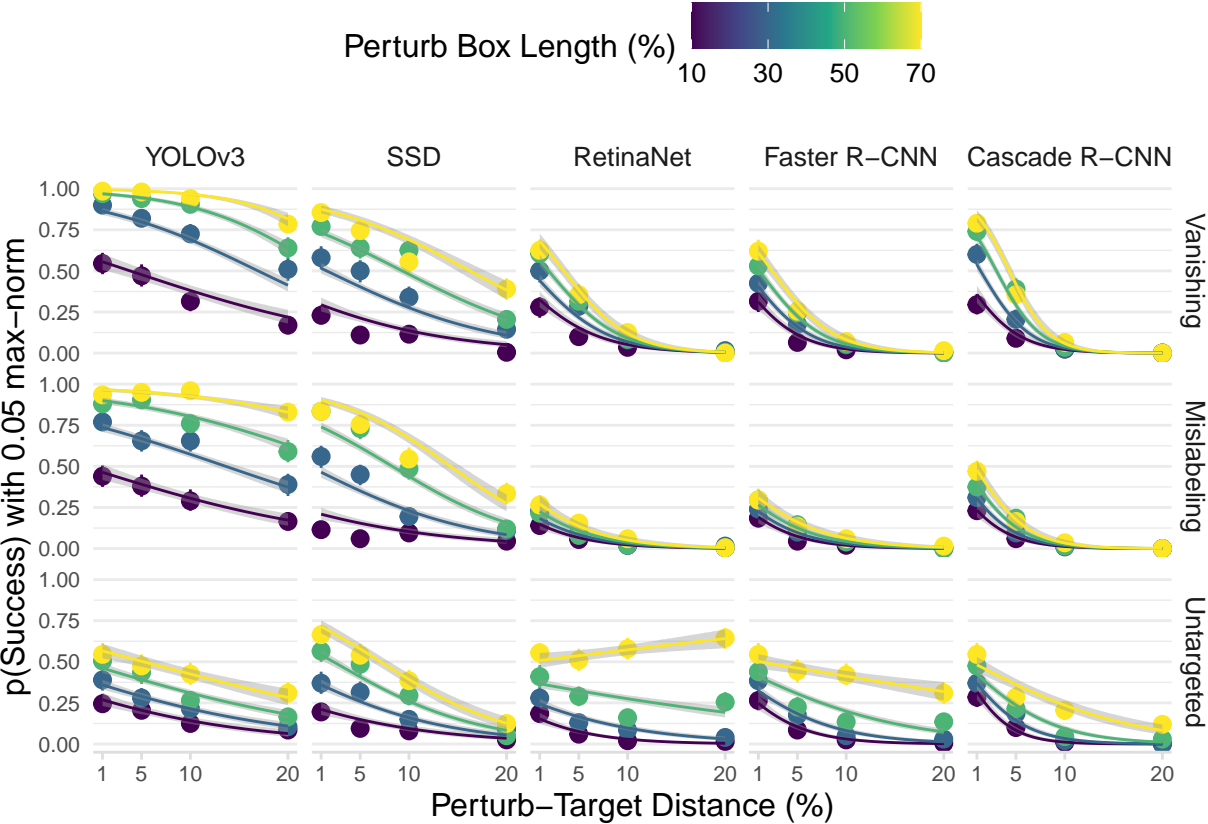 Perturb Box Length (%)
10 30 50 70
YOLOv3 SSD RetinaNet Faster R−CNN Cascade R−CNN
p(Success) with 0.05 max−norm
1.00
0.75
0.50
0.25
0.00
Vanishing
1.00
0.75
0.50
0.25
0.00
Mislabeling
1.00
0.75
0.50
0.25
0.00
Untargeted
1 5 10 20 1 5 10 20 1 5 10 20 1 5 10 20 1 5 10 20
Perturb−Target Distance (%)